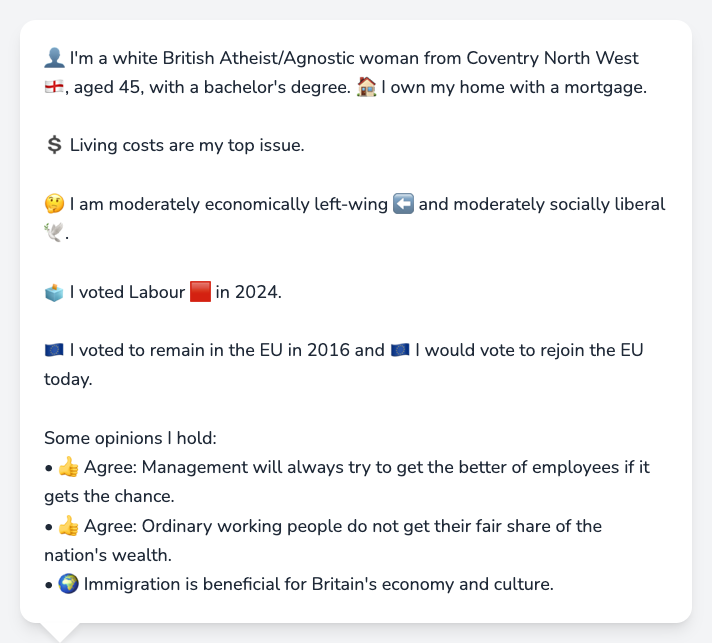 👤 I'm a white British Atheist/Agnostic woman from Coventry North West
🏴󠁧󠁢󠁥󠁮󠁧󠁿, aged 45, with a bachelor's degree. 🏠 I own my home with a mortgage.
💲 Living costs are my top issue.
🤔 I am moderately economically left-wing ⬅️ and moderately socially liberal
🕊️.
🗳️ I voted Labour 🟥 in 2024.
🇪🇺 I voted to remain in the EU in 2016 and 🇪🇺 I would vote to rejoin the EU
today.
Some opinions I hold:
• 👍 Agree: Management will always try to get the better of employees if it
gets the chance.
• 👍 Agree: Ordinary working people do not get their fair share of the
nation's wealth.
• 🌍 Immigration is beneficial for Britain's economy and culture.